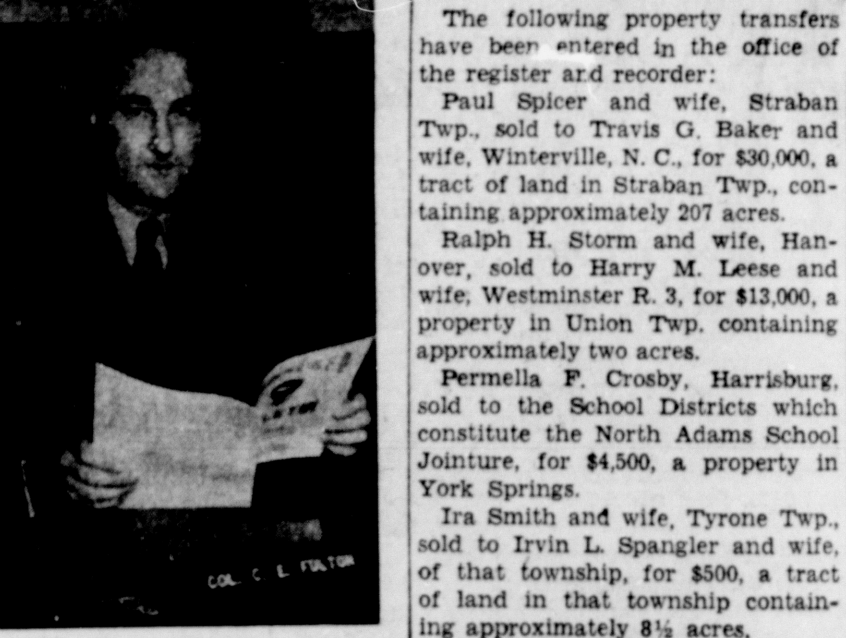 COL. C. E. FULTON
The following property transfers
have been entered in the office of
the register and recorder:
Paul Spicer and wife, Straban
Twp., sold to Travis G. Baker and
wife, Winterville, N. C., for $30,000, a
tract of land in Straban Twp., con-
taining approximately 207 acres.
Ralph H. Storm and wife, Han-
over, sold to Harry M. Leese and
wife, Westminster R. 3, for $13,000, a
property in Union Twp. containing
approximately two acres.
Permella F. Crosby, Harrisburg,
sold to the School Districts which
constitute the North Adams School
Jointure, for $4,500, a property in
York Springs.
Ira Smith and wife, Tyrone Twp.,
sold to Irvin L. Spangler and wife,
of that township, for $500, a tract
of land in that township contain-
ing approximately 8½ acres.